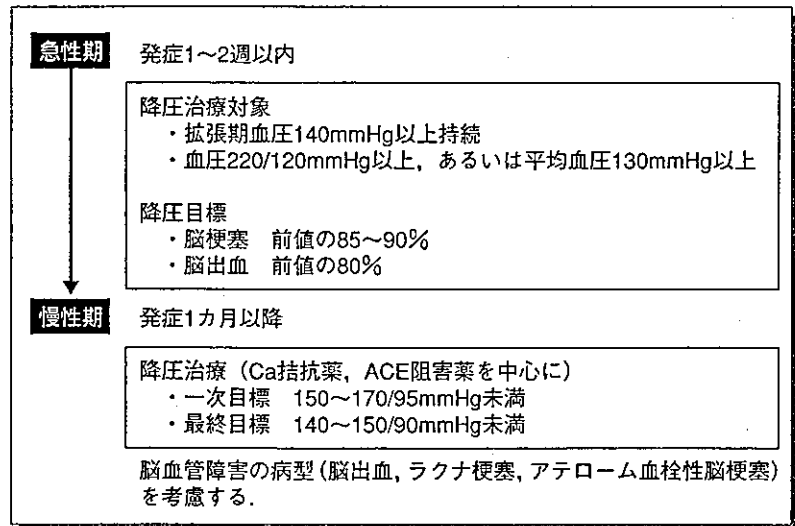 急性期 発症1〜2週以内
降圧治療対象
・拡張期血圧140mmHg以上持続
・血圧220/120mmHg以上，あるいは平均血圧130mmHg以上
降圧目標
・脳梗塞 前値の85〜90%
・脳出血 前値の80%
慢性期 発症1カ月以降
降圧治療（Ca拮抗薬，ACE阻害薬を中心に）
・一次目標 150〜170/95mmHg未満
・最終目標 140〜150/90mmHg未満
脳血管障害の病型(脳出血, ラクナ梗塞, アテローム血栓性脳梗塞)
を考慮する.